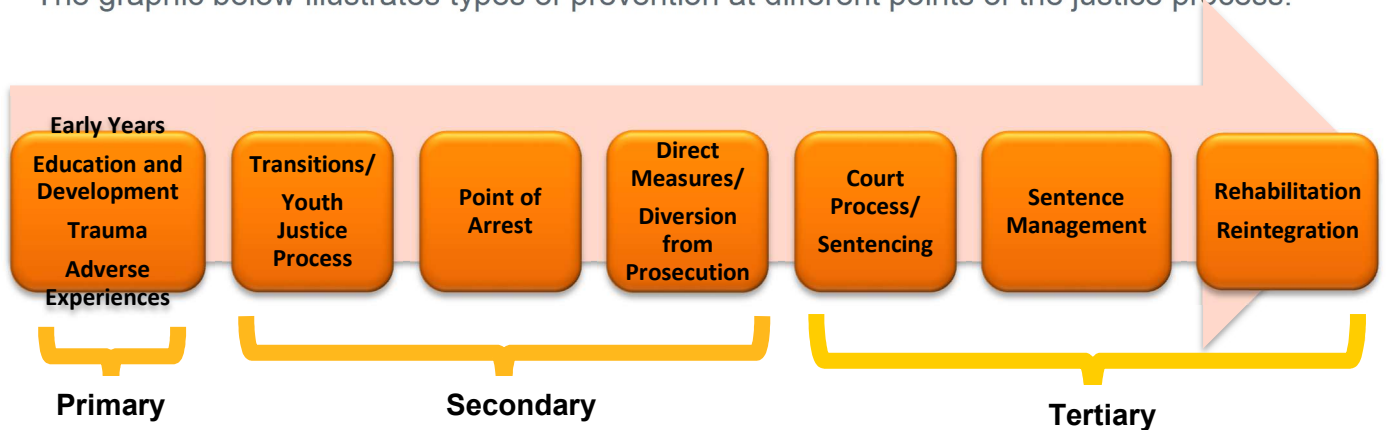 The graphic below illustrates types of prevention at different points of the justice process.
Early Years
Education and
Development
Trauma
Adverse
Experiences
Transitions/
Youth
Justice
Process
Point of
Arrest
Direct
Measures/
Diversion
from
Prosecution
Court
Process/
Sentencing
Sentence
Management
Rehabilitation
Reintegration
Primary
Secondary
Tertiary